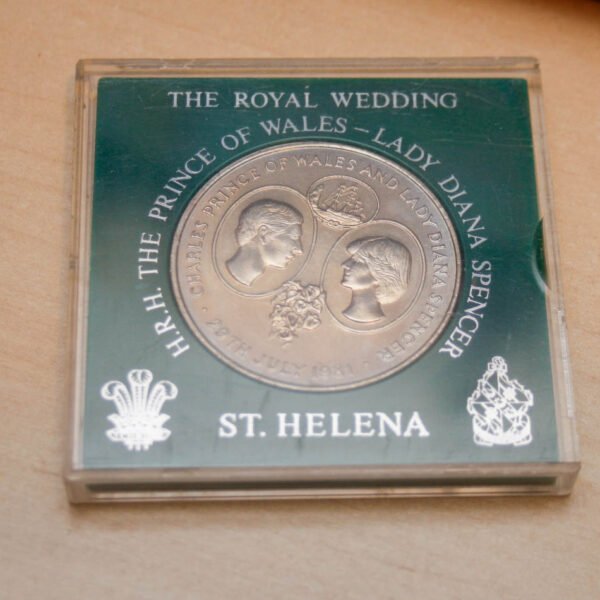 THE ROYAL WEDDING
H.R.H. THE PRINCE OF WALES – LADY DIANA SPENCER
CHARLES PRINCE OF WALES AND LADY DIANA SPENCER
· 29TH JULY 1981 ·
ST. HELENA